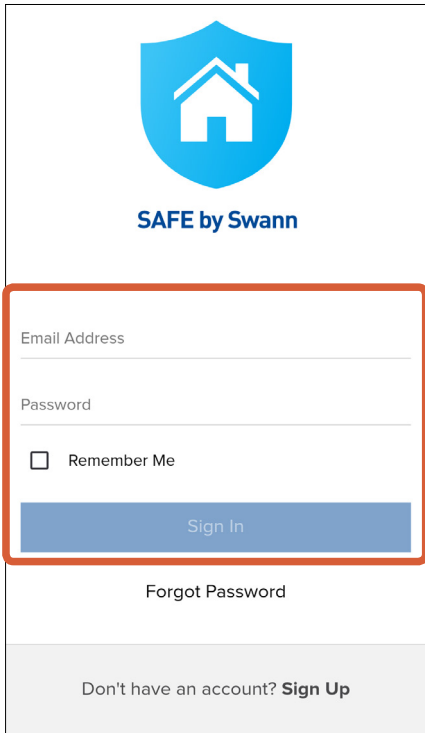 SAFE by Swann
Email Address
Password
Remember Me
Sign In
Forgot Password
Don't have an account? Sign Up